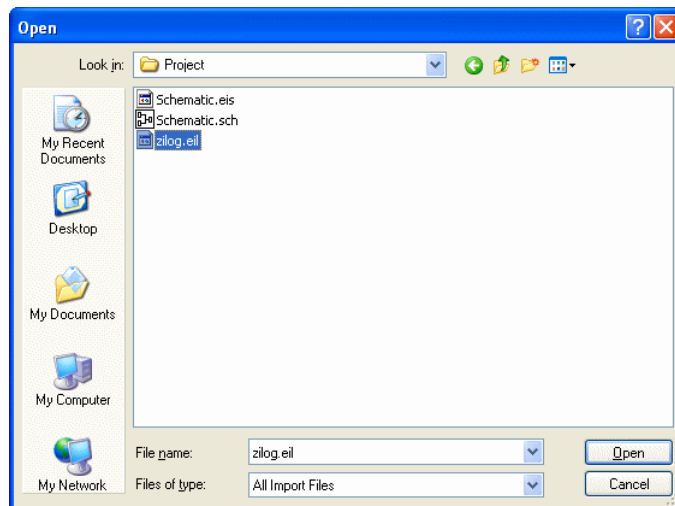 Open
Look in:
Project
Schematic.eis
Schematic.sch
zilog.eil
My Recent
Documents
Desktop
My Documents
My Computer
My Network
File name:
zilog.eil
Open
Files of type:
All Import Files
Cancel